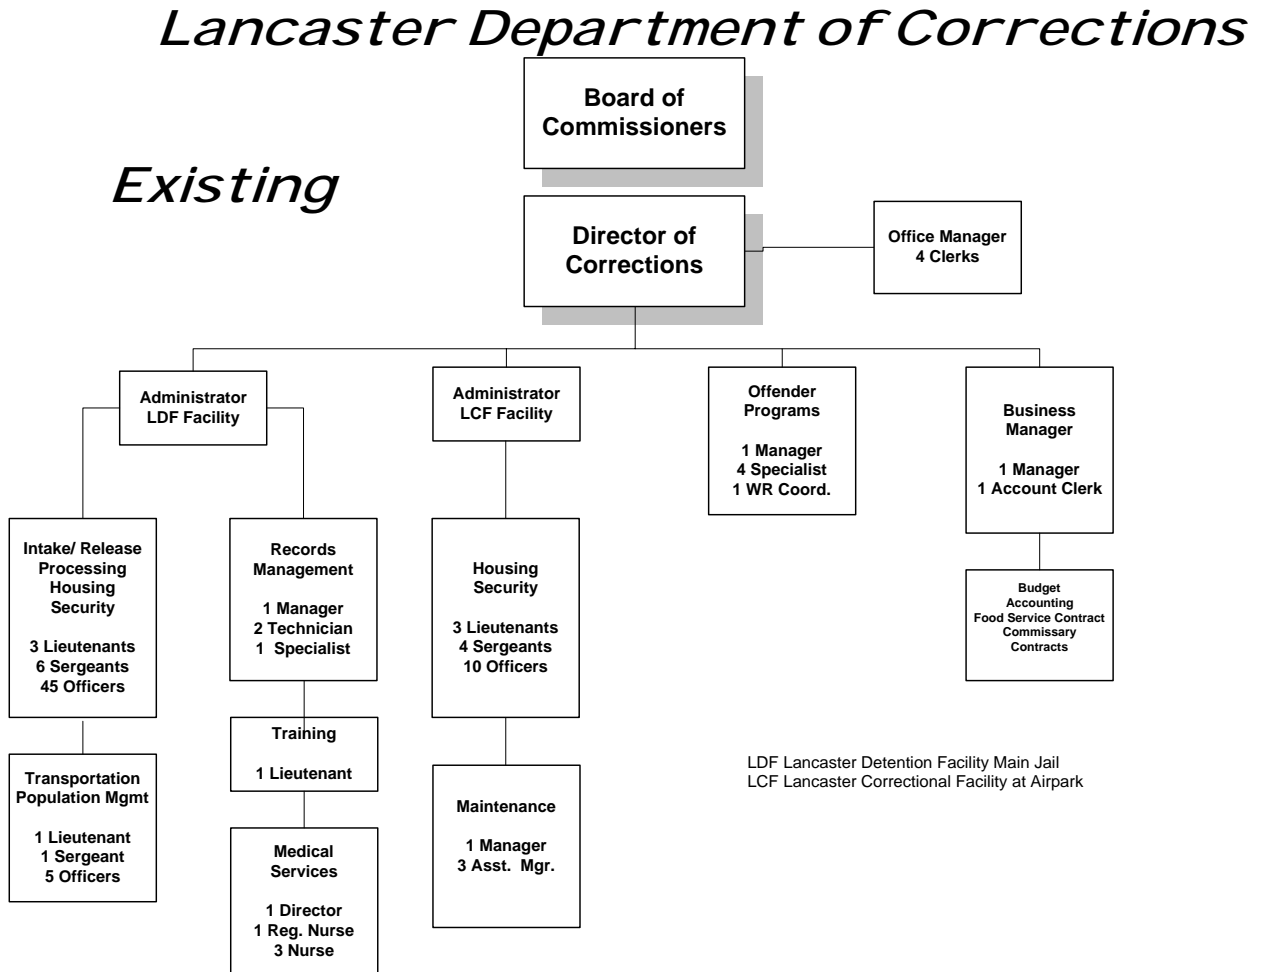 Lancaster Department of Corrections
Board of
Commissioners
Existing
Director of
Corrections
Office Manager
4 Clerks
Administrator
LDF Facility
Administrator
LCF Facility
Offender
Programs
1 Manager
4 Specialist
1 WR Coord.
Business
Manager
1 Manager
1 Account Clerk
Intake/ Release
Processing
Housing
Security
3 Lieutenants
6 Sergeants
45 Officers
Records
Management
1 Manager
2 Technician
1 Specialist
Housing
Security
3 Lieutenants
4 Sergeants
10 Officers
Budget
Accounting
Food Service Contract
Commissary
Contracts
Transportation
Population Mgmt
1 Lieutenant
1 Sergeant
5 Officers
Training
1 Lieutenant
Maintenance
1 Manager
3 Asst. Mgr.
LDF Lancaster Detention Facility Main Jail
LCF Lancaster Correctional Facility at Airpark
Medical
Services
1 Director
1 Reg. Nurse
3 Nurse